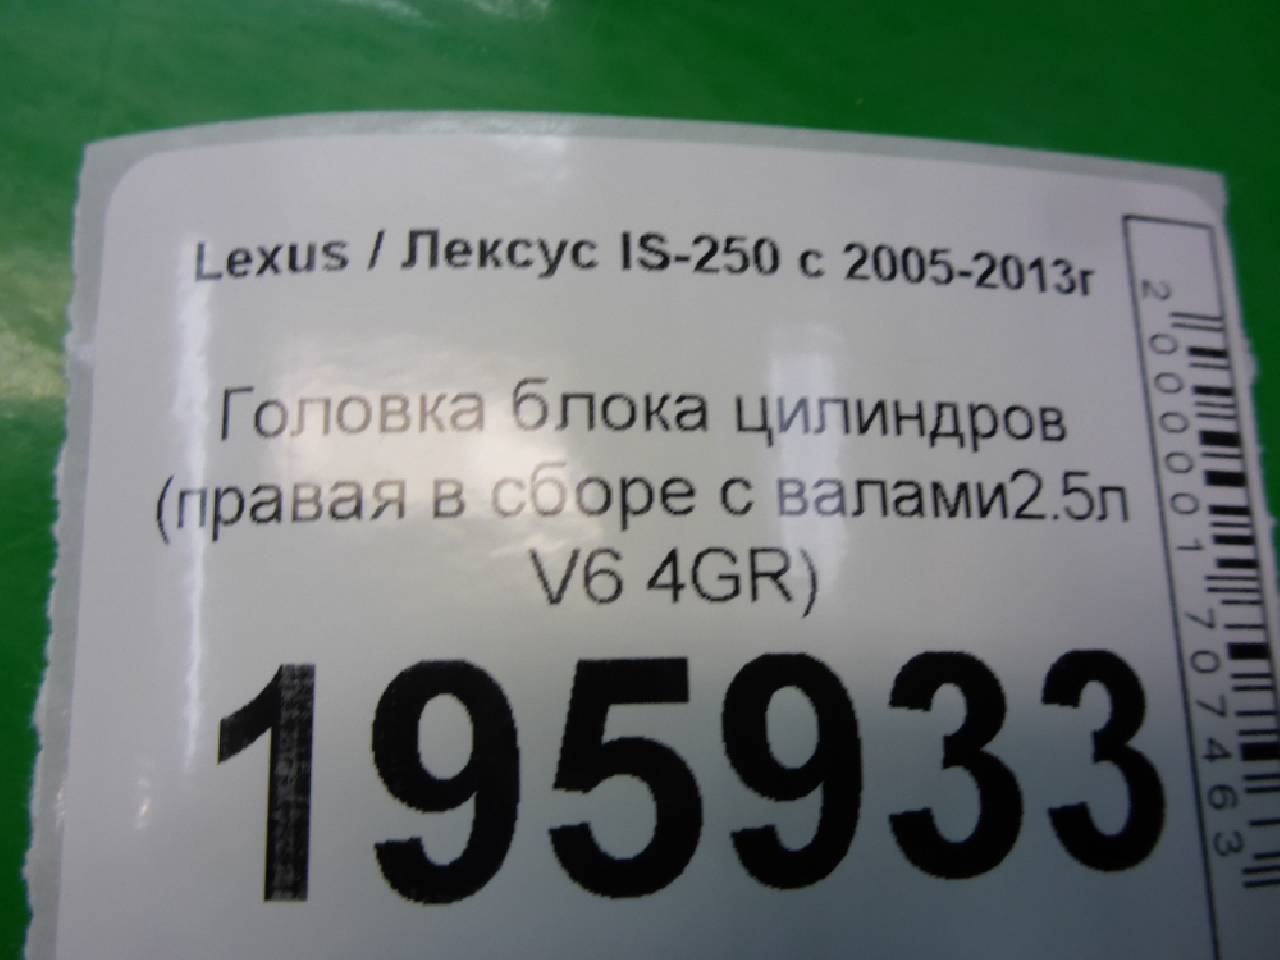 Lexus / Лексус IS-250 с 2005-2013г
Головка блока цилиндров
(правая в сборе с валами2.5л
V6 4GR)
195933
2000001707463